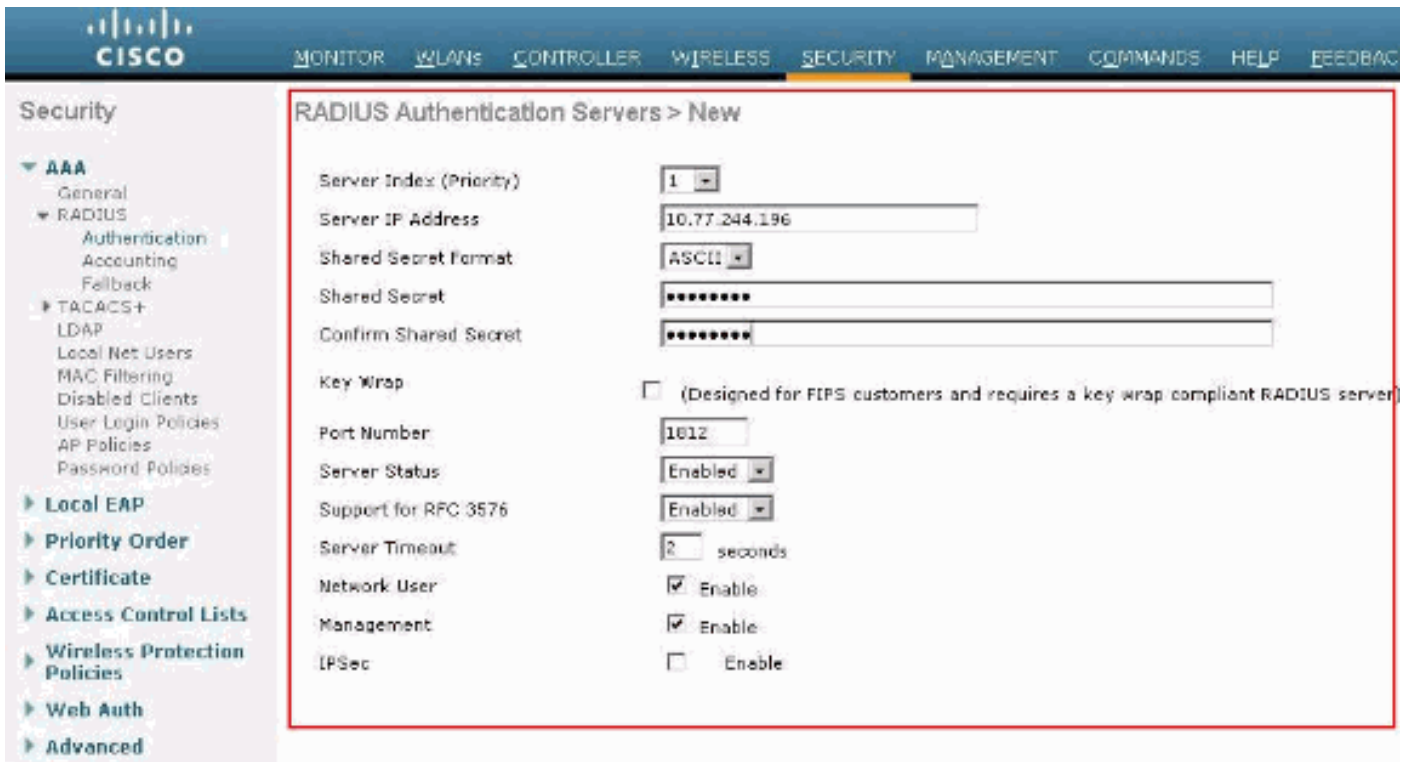 CISCO
MONITOR WLANs CONTROLLER WIRELESS SECURITY MANAGEMENT COMMANDS HELP FEEDBAC
Security
AAA
General
RADIUS
Authentication
Accounting
Fallback
TACACS+
LDAP
Local Net Users
MAC Filtering
Disabled Clients
User Login Policies
AP Policies
Password Policies
Local EAP
Priority Order
Certificate
Access Control Lists
Wireless Protection
Policies
Web Auth
Advanced
RADIUS Authentication Servers > New
Server Index (Priority) 1
Server IP Address 10.77.244.196
Shared Secret Format ASCII
Shared Secret ••••••••
Confirm Shared Secret ••••••••
Key Wrap (Designed for FIPS customers and requires a key wrap compliant RADIUS server)
Port Number 1812
Server Status Enabled
Support for RFC 3576 Enabled
Server Timeout 2 seconds
Network User Enable
Management Enable
IPSec Enable